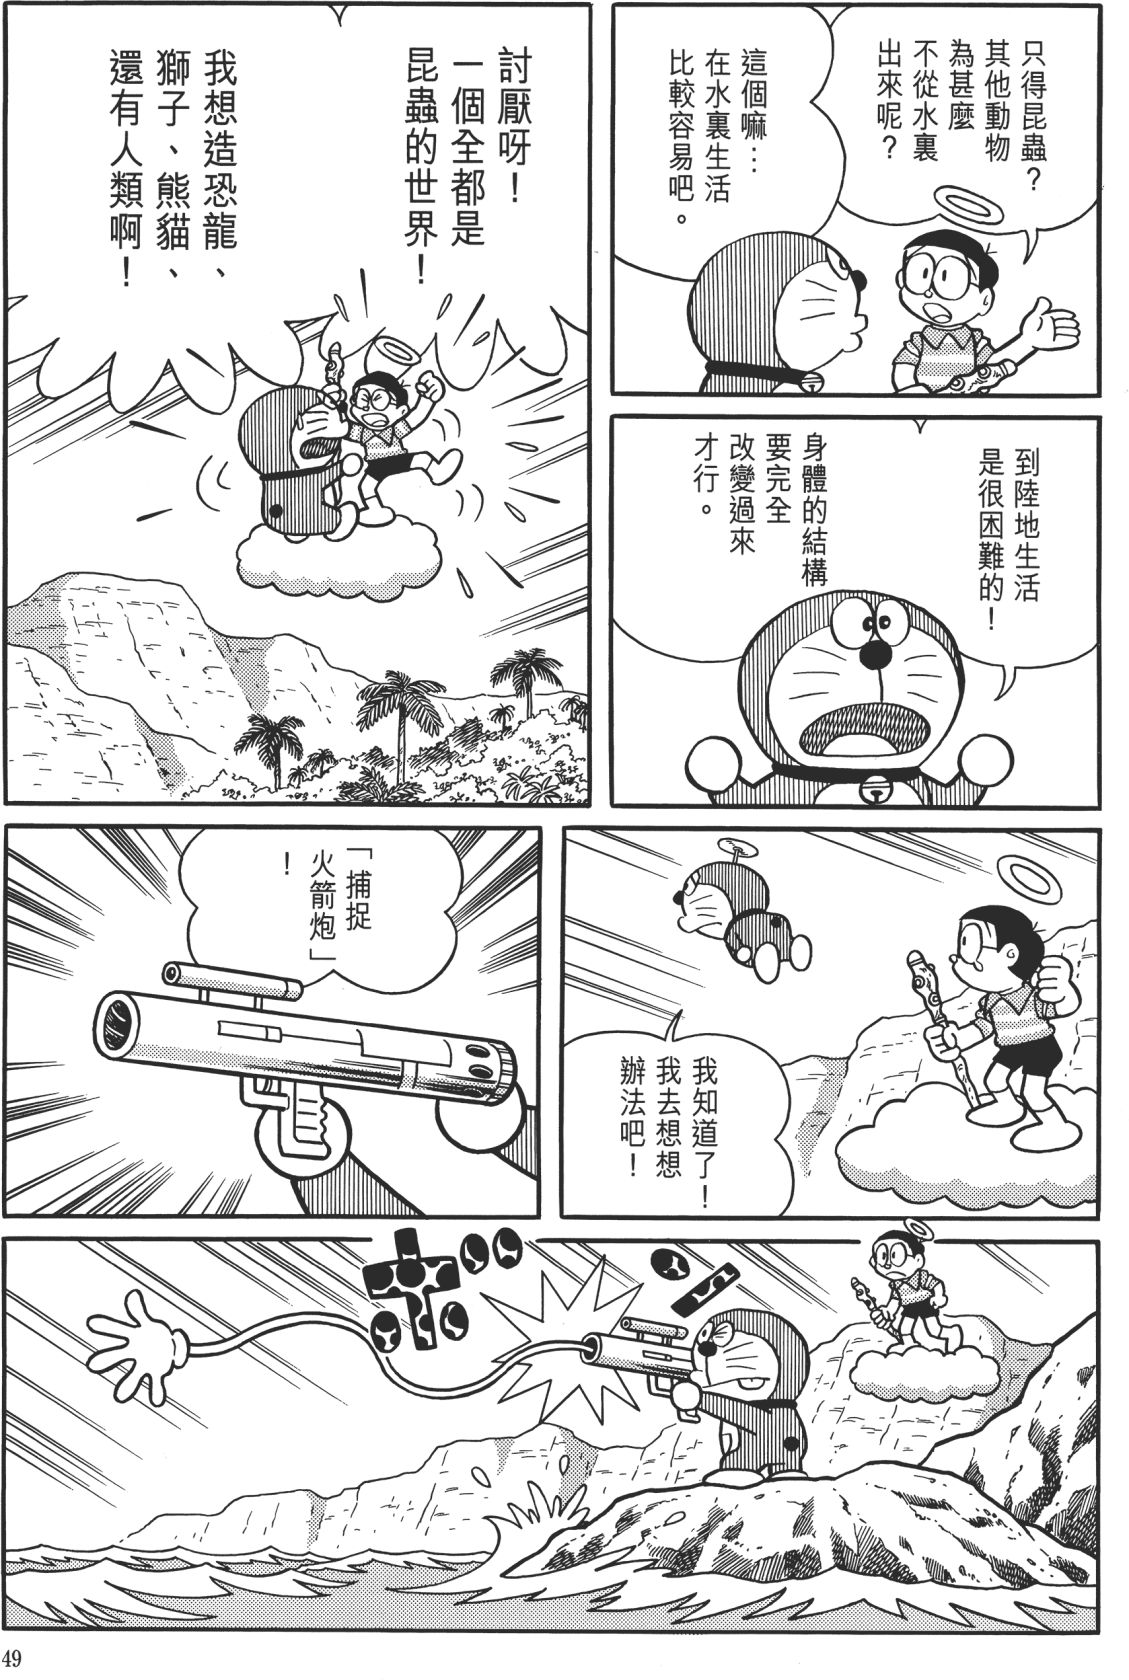 只得昆蟲？
其他動物
為甚麼
不從水裏
出來呢？
這個嘛⋯
在水裏生活
比較容易吧。
到陸地生活
是很困難的！
身體的結構
要完全
改變過來
才行。
討厭呀！
一個全都是
昆蟲的世界！
我想造恐龍、
獅子、熊貓、
還有人類啊！
我知道了！
我去想想
辦法吧！
「捕捉
火箭炮」
！
49